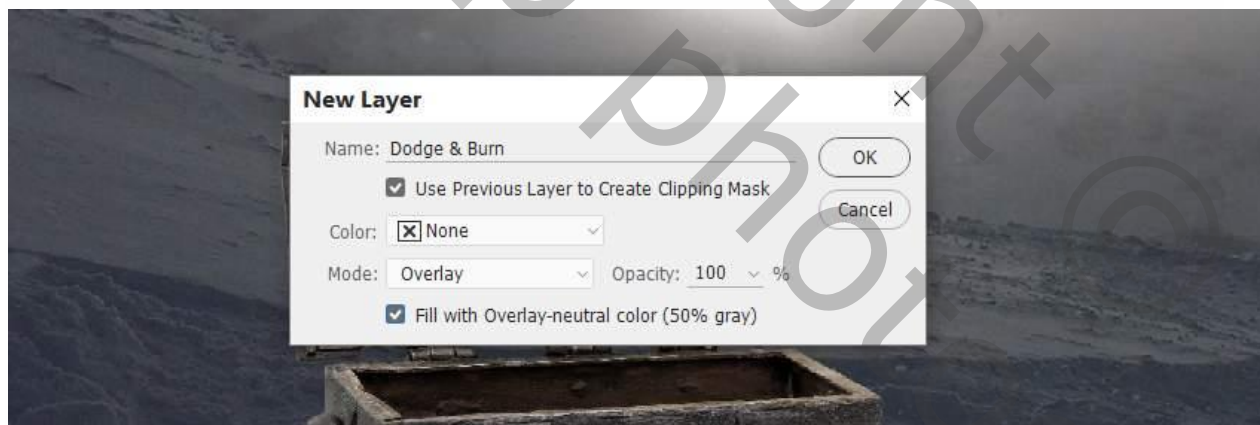 New Layer
Name: Dodge & Burn
OK
Use Previous Layer to Create Clipping Mask
Cancel
Color: None
Mode: Overlay Opacity: 100 %
Fill with Overlay-neutral color (50% gray)